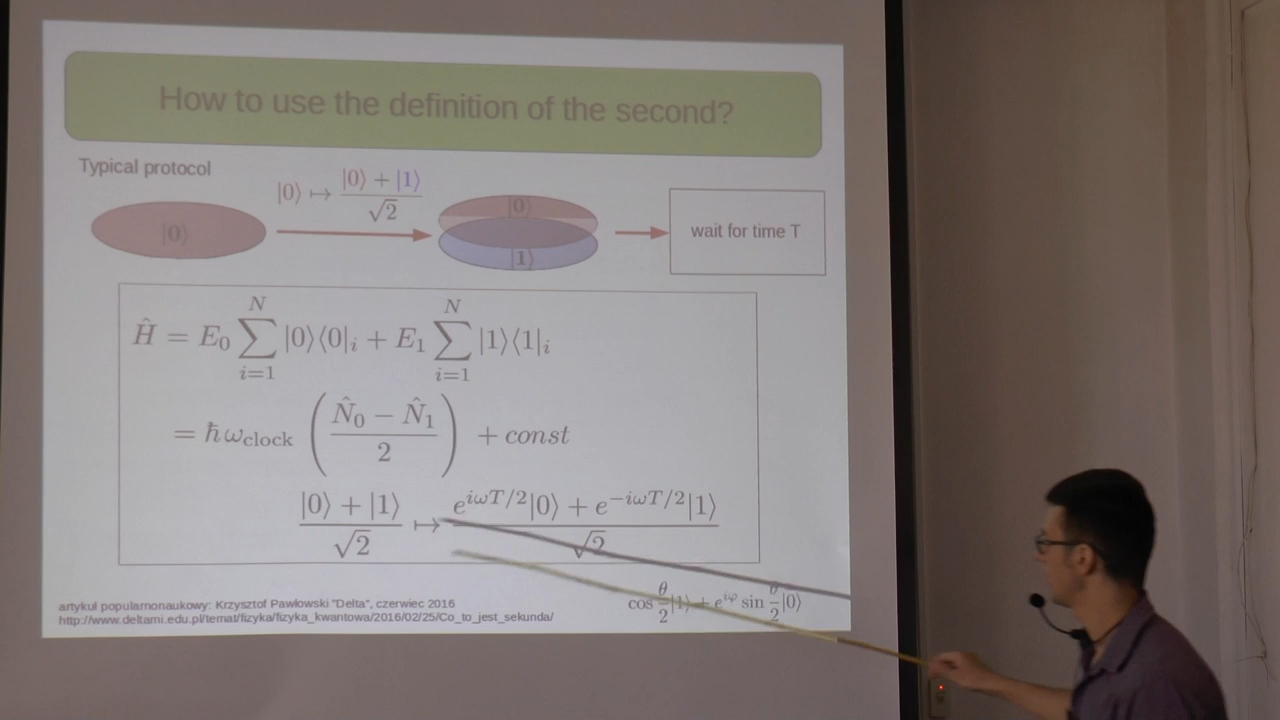 How to use the definition of the second?
Typical protocol
|0⟩ ↦ (|0⟩ + |1⟩)/√2
|0⟩
|0⟩
|1⟩
wait for time T
Ĥ = E₀ ∑_{i=1}^{N} |0⟩⟨0|ᵢ + E₁ ∑_{i=1}^{N} |1⟩⟨1|ᵢ
= ℏω_clock ((N̂₀ − N̂₁)/2) + const
(|0⟩ + |1⟩)/√2 ↦ (e^{iωT/2}|0⟩ + e^{−iωT/2}|1⟩)/√2
cos θ/2 |1⟩ + e^{iφ} sin θ/2 |0⟩
artykuł popularnonaukowy: Krzysztof Pawłowski "Delta", czerwiec 2016
http://www.deltami.edu.pl/temat/fizyka/fizyka_kwantowa/2016/02/25/Co_to_jest_sekunda/